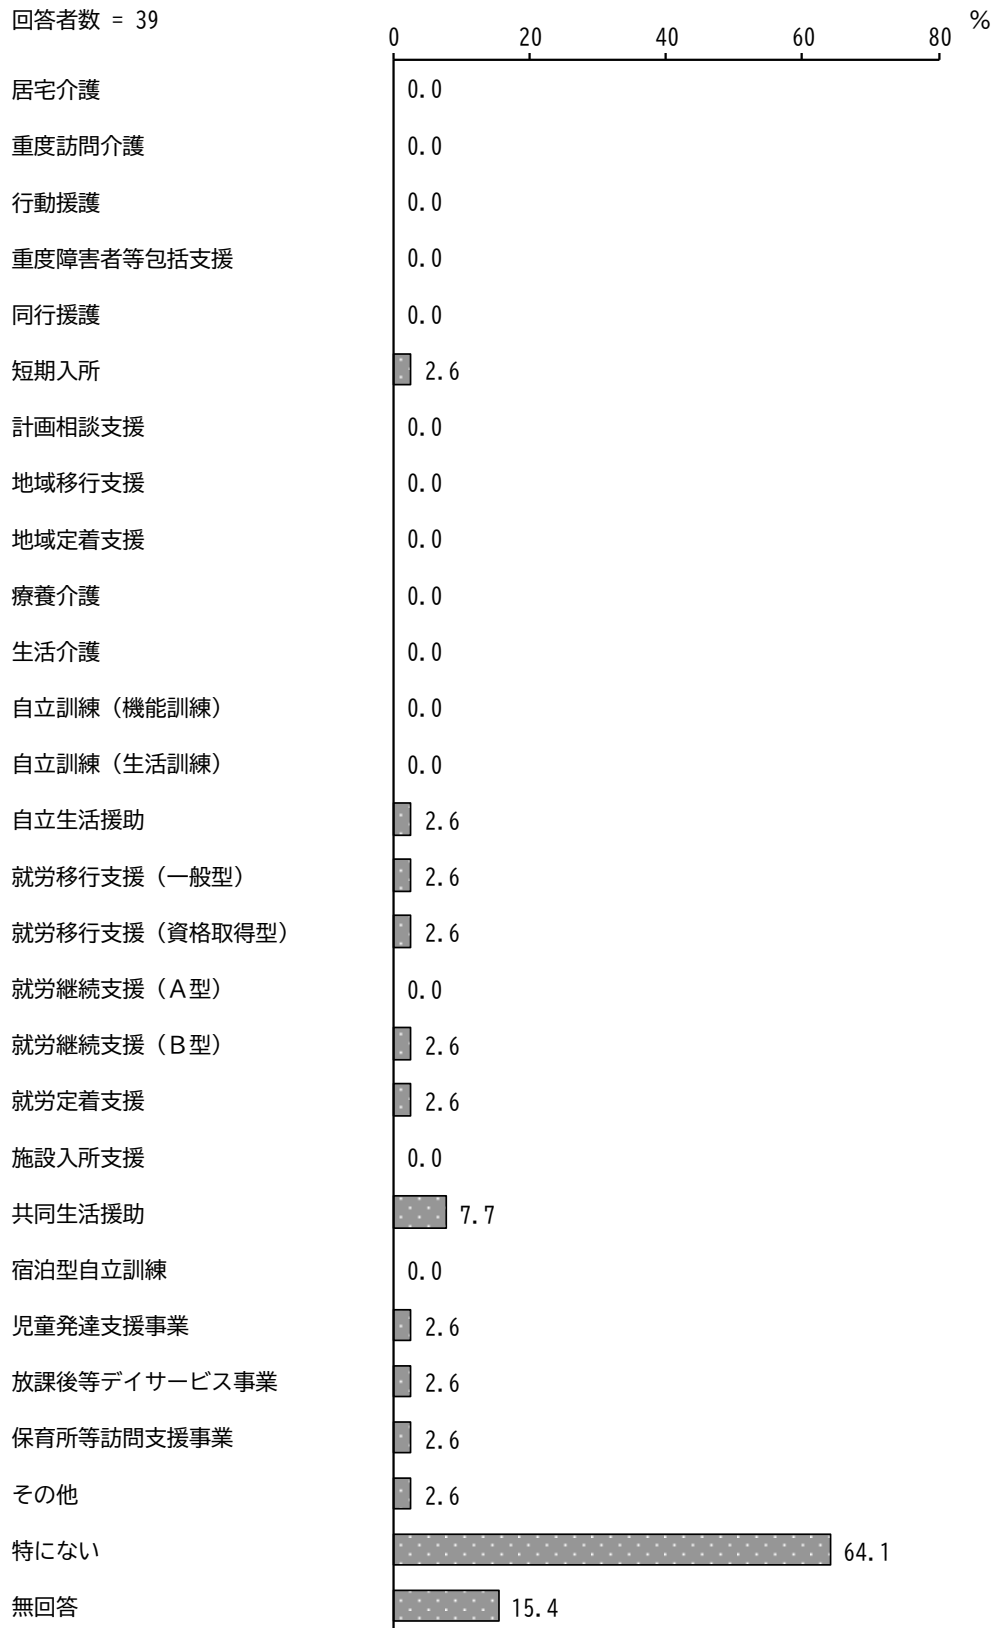 回答者数 = 39
0 20 40 60 80 %
居宅介護 0.0
重度訪問介護 0.0
行動援護 0.0
重度障害者等包括支援 0.0
同行援護 0.0
短期入所 2.6
計画相談支援 0.0
地域移行支援 0.0
地域定着支援 0.0
療養介護 0.0
生活介護 0.0
自立訓練（機能訓練） 0.0
自立訓練（生活訓練） 0.0
自立生活援助 2.6
就労移行支援（一般型） 2.6
就労移行支援（資格取得型） 2.6
就労継続支援（Ａ型） 0.0
就労継続支援（Ｂ型） 2.6
就労定着支援 2.6
施設入所支援 0.0
共同生活援助 7.7
宿泊型自立訓練 0.0
児童発達支援事業 2.6
放課後等デイサービス事業 2.6
保育所等訪問支援事業 2.6
その他 2.6
特にない 64.1
無回答 15.4